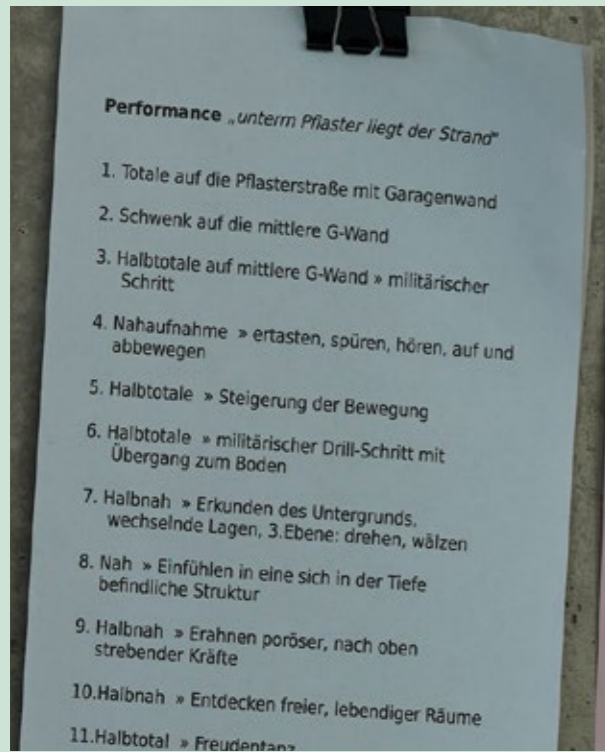 Performance „unterm Pflaster liegt der Strand"
1. Totale auf die Pflasterstraße mit Garagenwand
2. Schwenk auf die mittlere G-Wand
3. Halbtotale auf mittlere G-Wand » militärischer
Schritt
4. Nahaufnahme » ertasten, spüren, hören, auf und
abbewegen
5. Halbtotale » Steigerung der Bewegung
6. Halbtotale » militärischer Drill-Schritt mit
Übergang zum Boden
7. Halbnah » Erkunden des Untergrunds,
wechselnde Lagen, 3.Ebene: drehen, wälzen
8. Nah » Einfühlen in eine sich in der Tiefe
befindliche Struktur
9. Halbnah » Erahnen poröser, nach oben
strebender Kräfte
10.Halbnah » Entdecken freier, lebendiger Räume
11.Halbtotal » Freudentanz